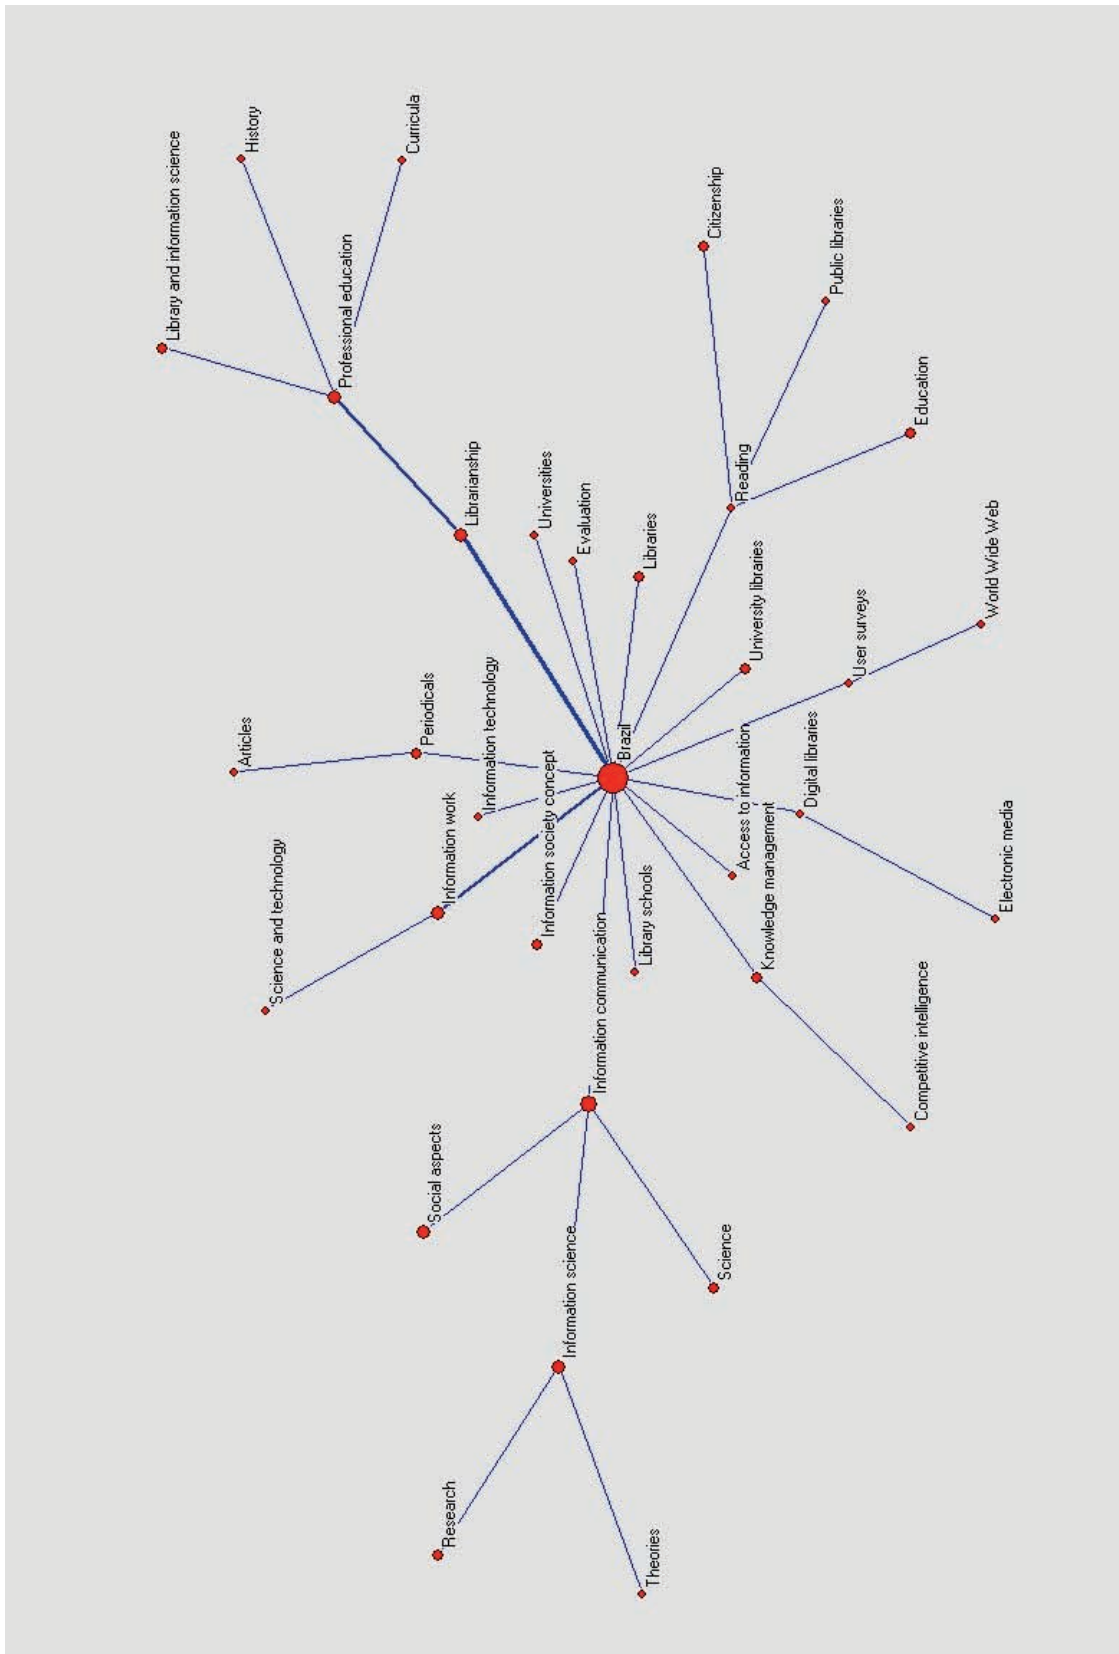 Library and information science
Articles
History
Science and technology
Professional education
Curricula
Periodicals
Social aspects
Research
Information work
Librarianship
Information technology
Universities
Information society concept
Information science
Evaluation
Information communication
Brazil
Library schools
Libraries
Theories
Citizenship
Science
Access to information
Reading
University libraries
Knowledge management
Digital libraries
Public libraries
User surveys
Competitive intelligence
Education
World Wide Web
Electronic media